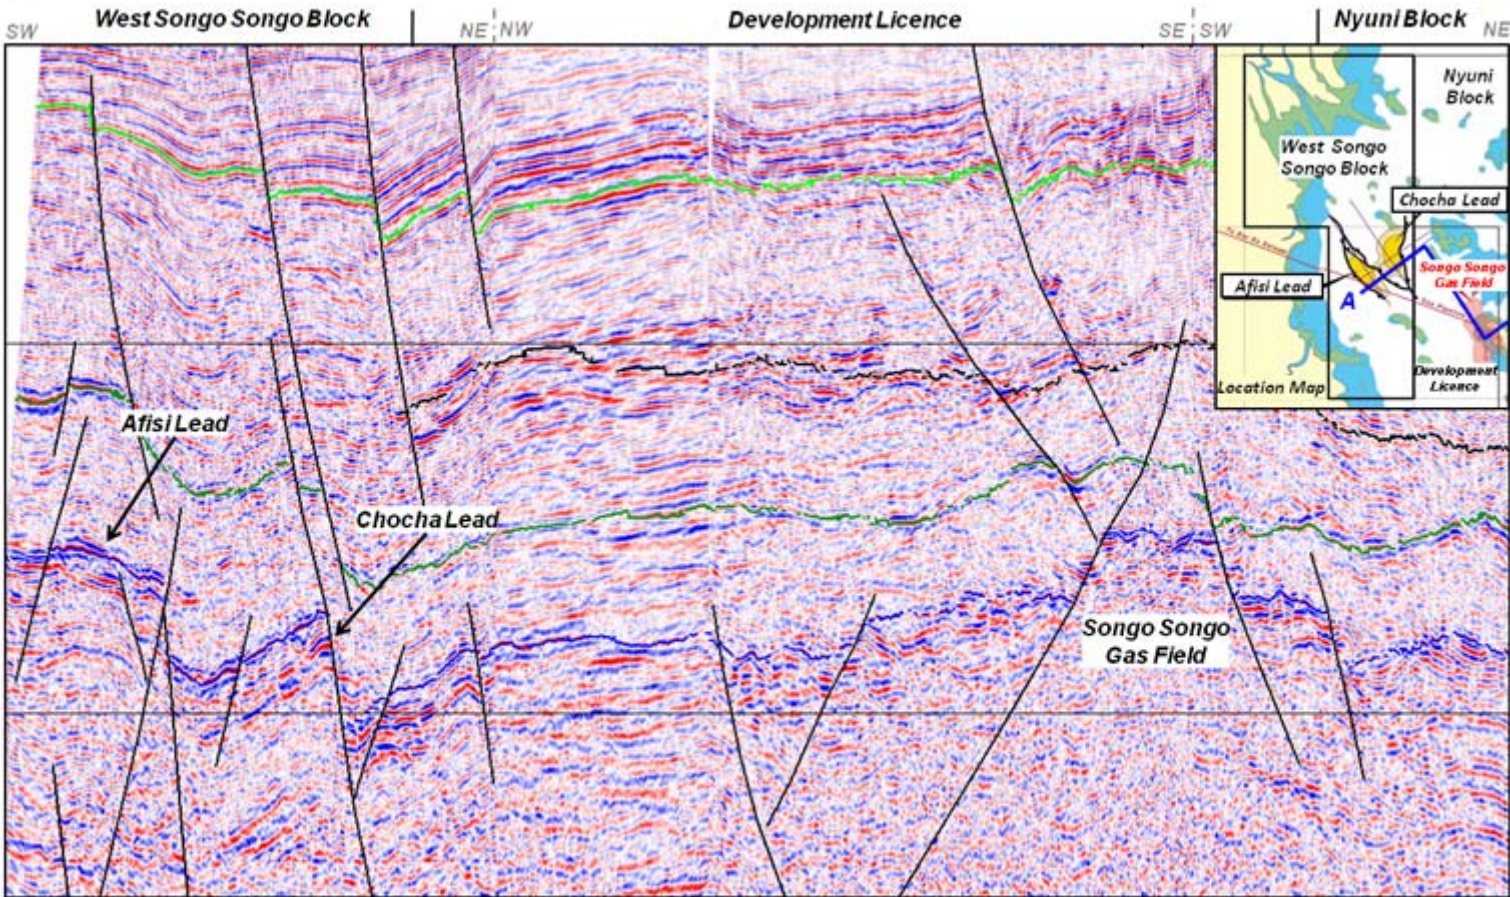 West Songo Songo Block
Development Licence
Nyuni Block
SW
NE
NW
SE
SW
NE
Nyuni
Block
West Songo
Songo Block
Chocha Lead
Songo Songo
Gas Field
Afisi Lead
A
Development
Licence
Location Map
Afisi Lead
Chocha Lead
Songo Songo
Gas Field